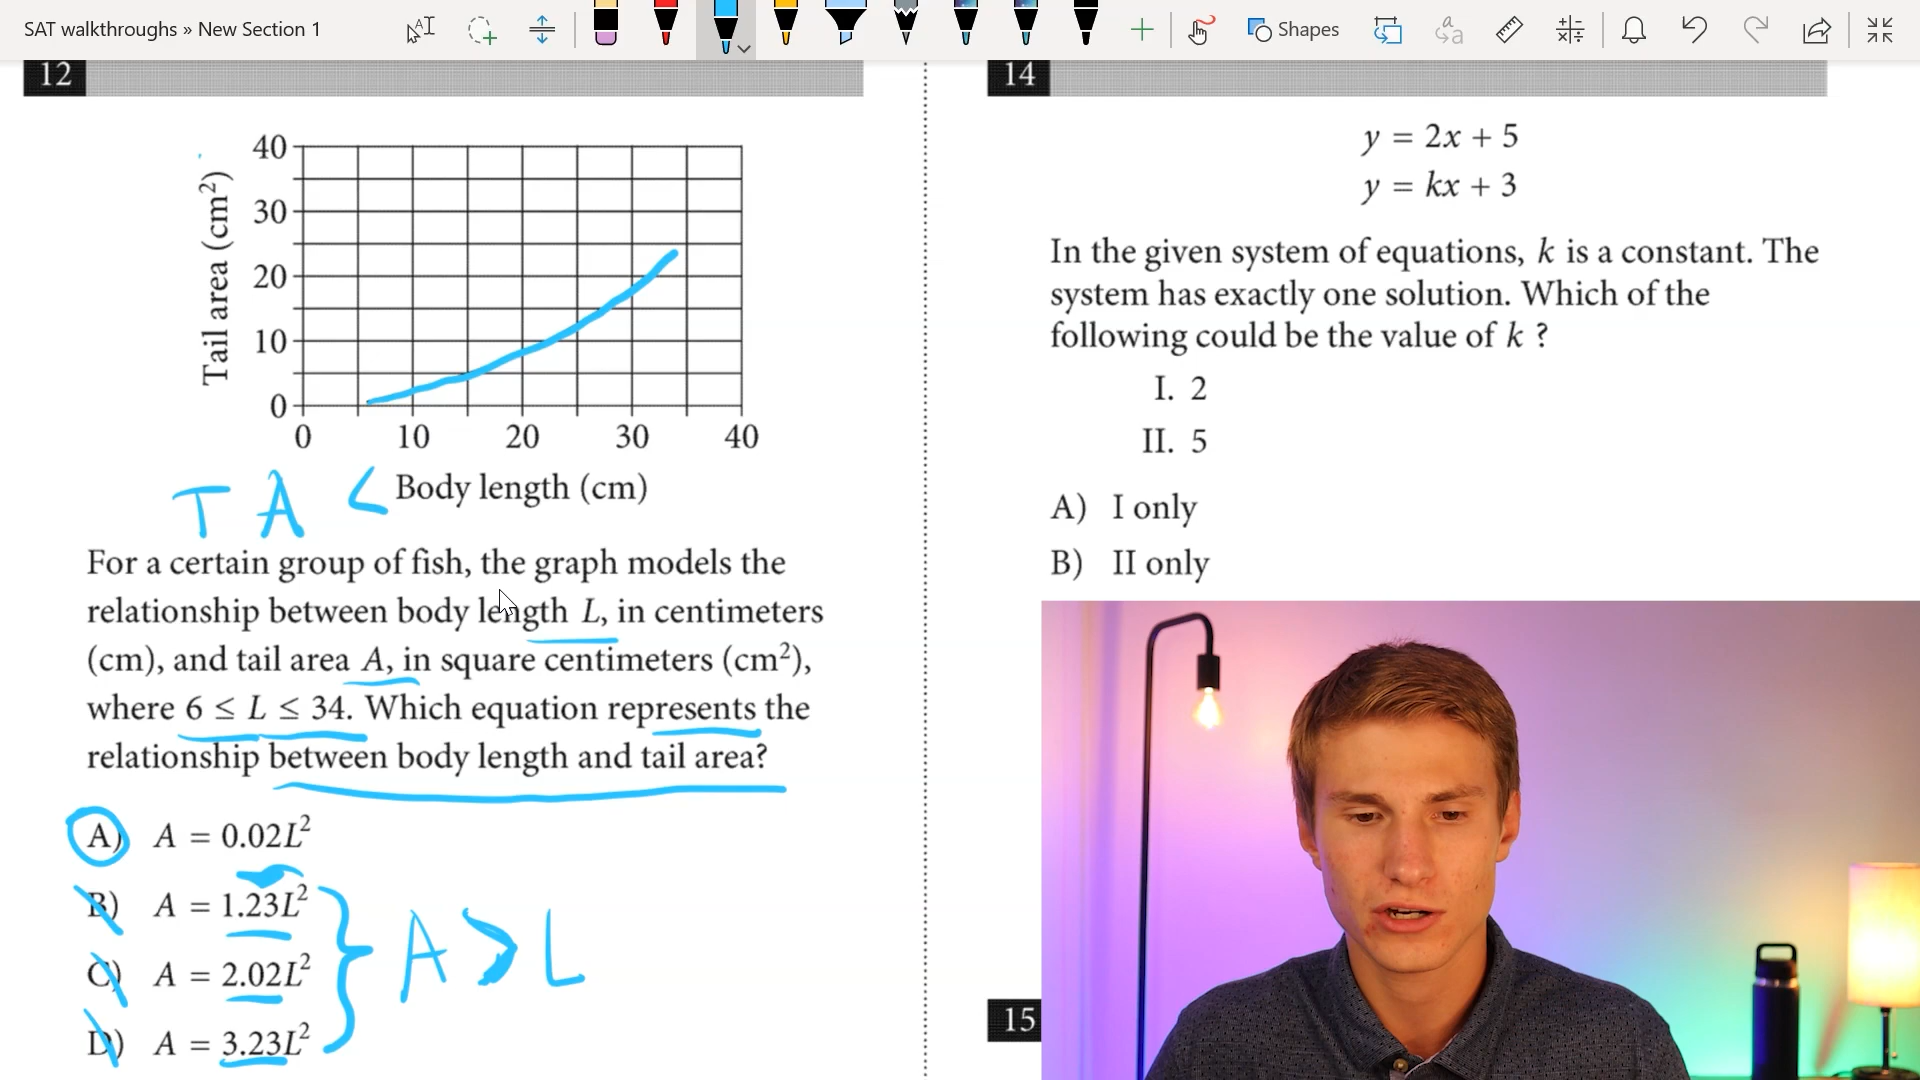 SAT walkthroughs » New Section 1
Shapes
12
40
30
20
10
0
Tail area (cm²)
0 10 20 30 40
Body length (cm)
T A <
For a certain group of fish, the graph models the
relationship between body length L, in centimeters
(cm), and tail area A, in square centimeters (cm²),
where 6 ≤ L ≤ 34. Which equation represents the
relationship between body length and tail area?
A) A = 0.02L²
B) A = 1.23L²
C) A = 2.02L²
D) A = 3.23L²
A > L
14
y = 2x + 5
y = kx + 3
In the given system of equations, k is a constant. The
system has exactly one solution. Which of the
following could be the value of k ?
I. 2
II. 5
A) I only
B) II only
15